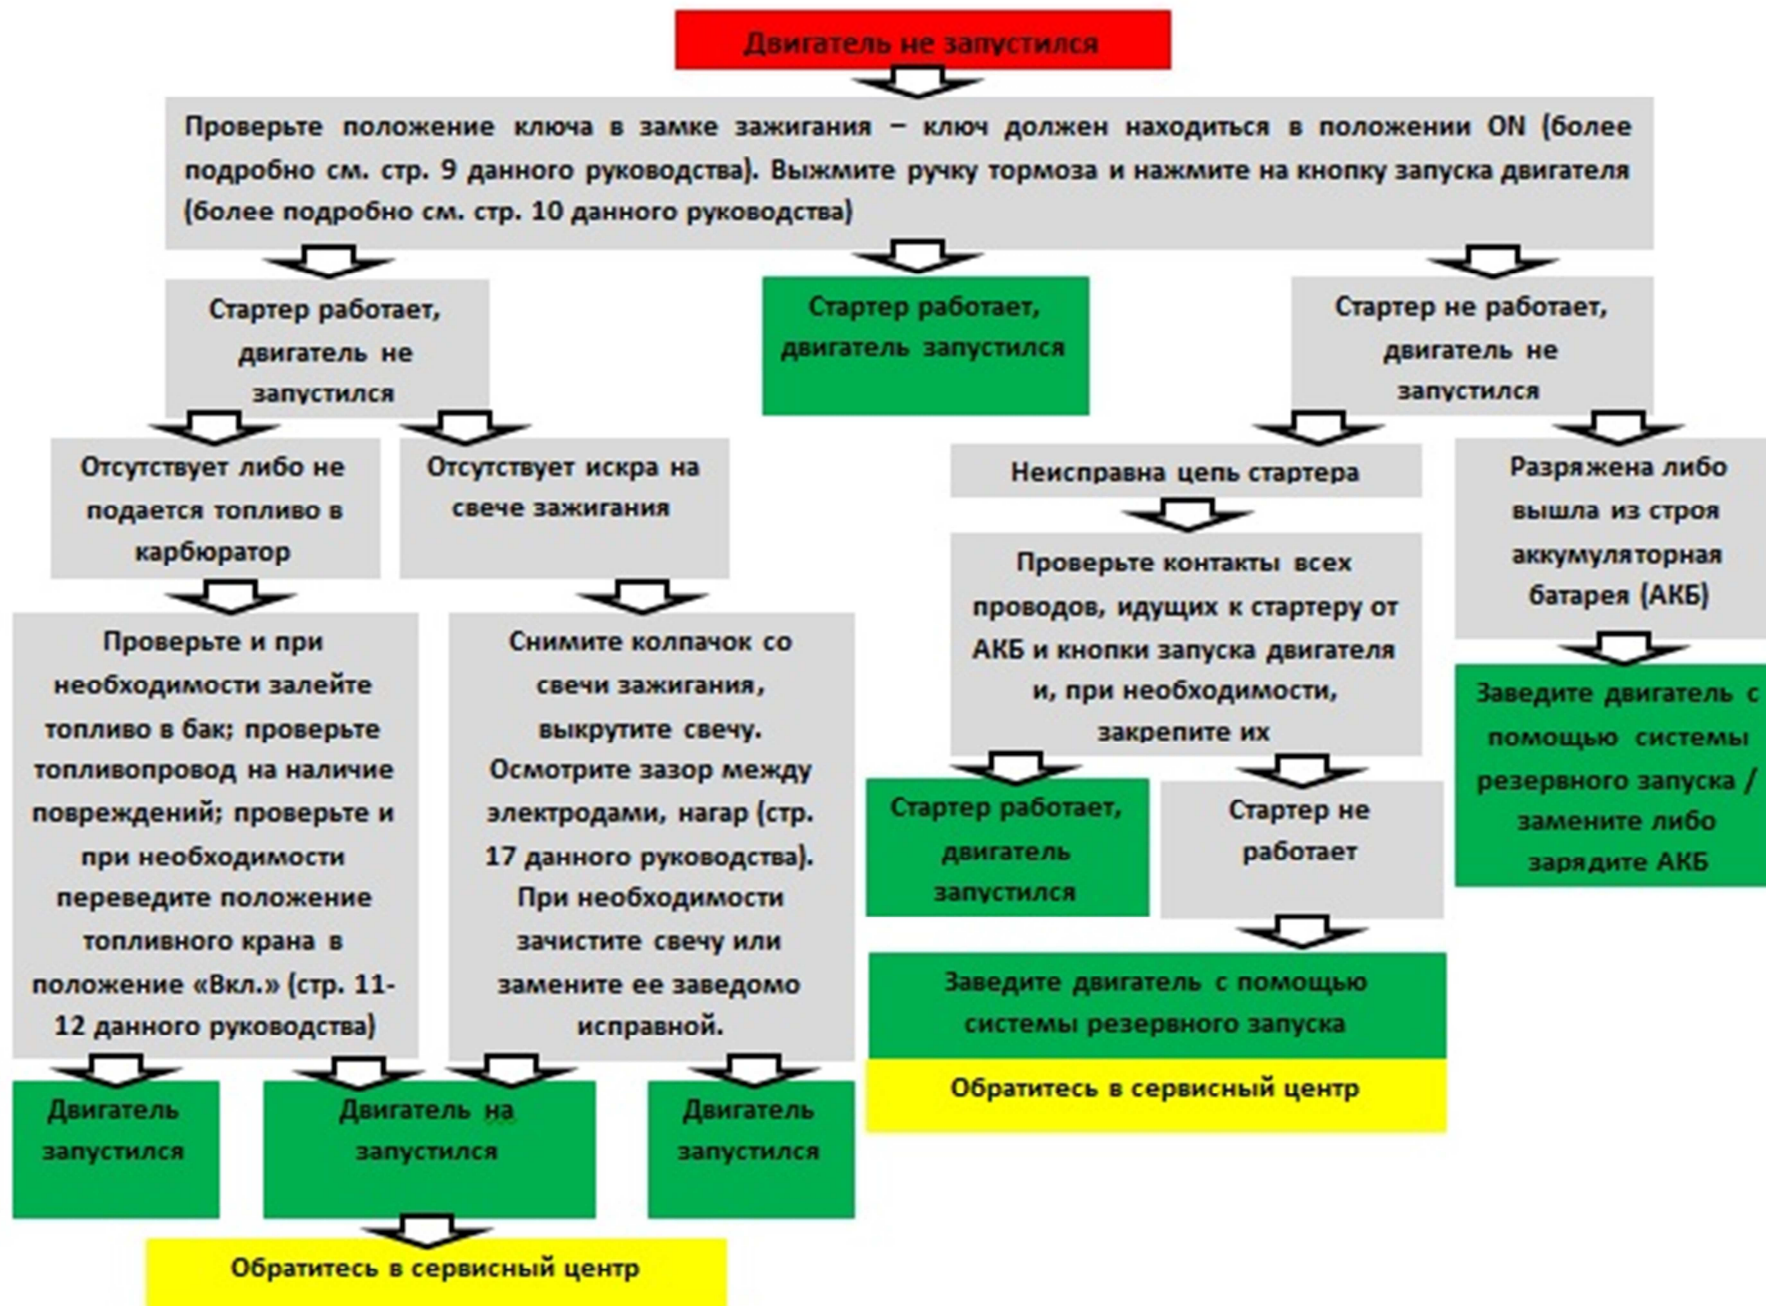 Двигатель не запустился
Проверьте положение ключа в замке зажигания – ключ должен находиться в положении ON (более
подробно см. стр. 9 данного руководства). Выжмите ручку тормоза и нажмите на кнопку запуска двигателя
(более подробно см. стр. 10 данного руководства)
Стартер работает,
двигатель не
запустился
Стартер работает,
двигатель запустился
Стартер не работает,
двигатель не
запустился
Отсутствует либо не
подается топливо в
карбюратор
Отсутствует искра на
свече зажигания
Неисправна цепь стартера
Разряжена либо
вышла из строя
аккумуляторная
батарея (АКБ)
Проверьте и при
необходимости залейте
топливо в бак; проверьте
топливопровод на наличие
повреждений; проверьте и
при необходимости
переведите положение
топливного крана в
положение «Вкл.» (стр. 11-
12 данного руководства)
Снимите колпачок со
свечи зажигания,
выкрутите свечу.
Осмотрите зазор между
электродами, нагар (стр.
17 данного руководства).
При необходимости
зачистите свечу или
замените ее заведомо
исправной.
Проверьте контакты всех
проводов, идущих к стартеру от
АКБ и кнопки запуска двигателя
и, при необходимости,
закрепите их
Заведите двигатель с
помощью системы
резервного запуска /
замените либо
зарядите АКБ
Стартер работает,
двигатель
запустился
Стартер не
работает
Заведите двигатель с помощью
системы резервного запуска
Обратитесь в сервисный центр
Двигатель
запустился
Двигатель на
запустился
Двигатель
запустился
Обратитесь в сервисный центр